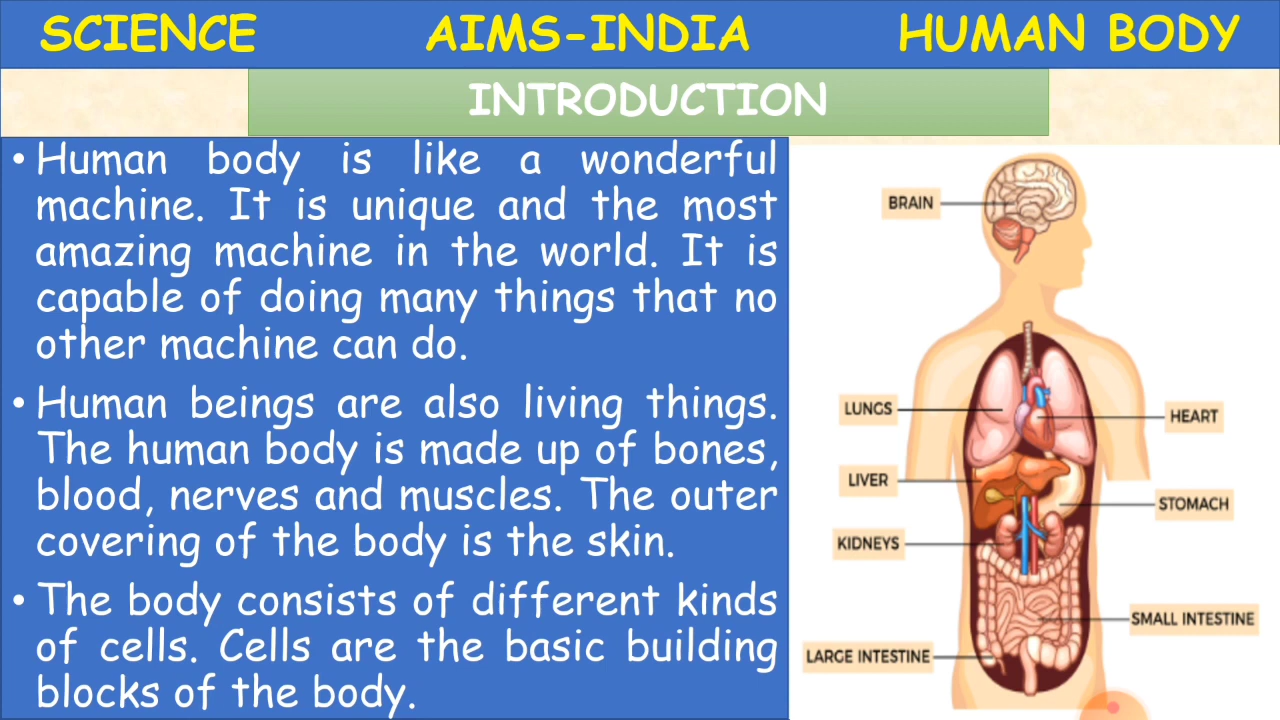 SCIENCE AIMS-INDIA HUMAN BODY
INTRODUCTION
• Human body is like a wonderful
machine. It is unique and the most
amazing machine in the world. It is
capable of doing many things that no
other machine can do.
• Human beings are also living things.
The human body is made up of bones,
blood, nerves and muscles. The outer
covering of the body is the skin.
• The body consists of different kinds
of cells. Cells are the basic building
blocks of the body.
BRAIN
LUNGS
HEART
LIVER
STOMACH
KIDNEYS
SMALL INTESTINE
LARGE INTESTINE